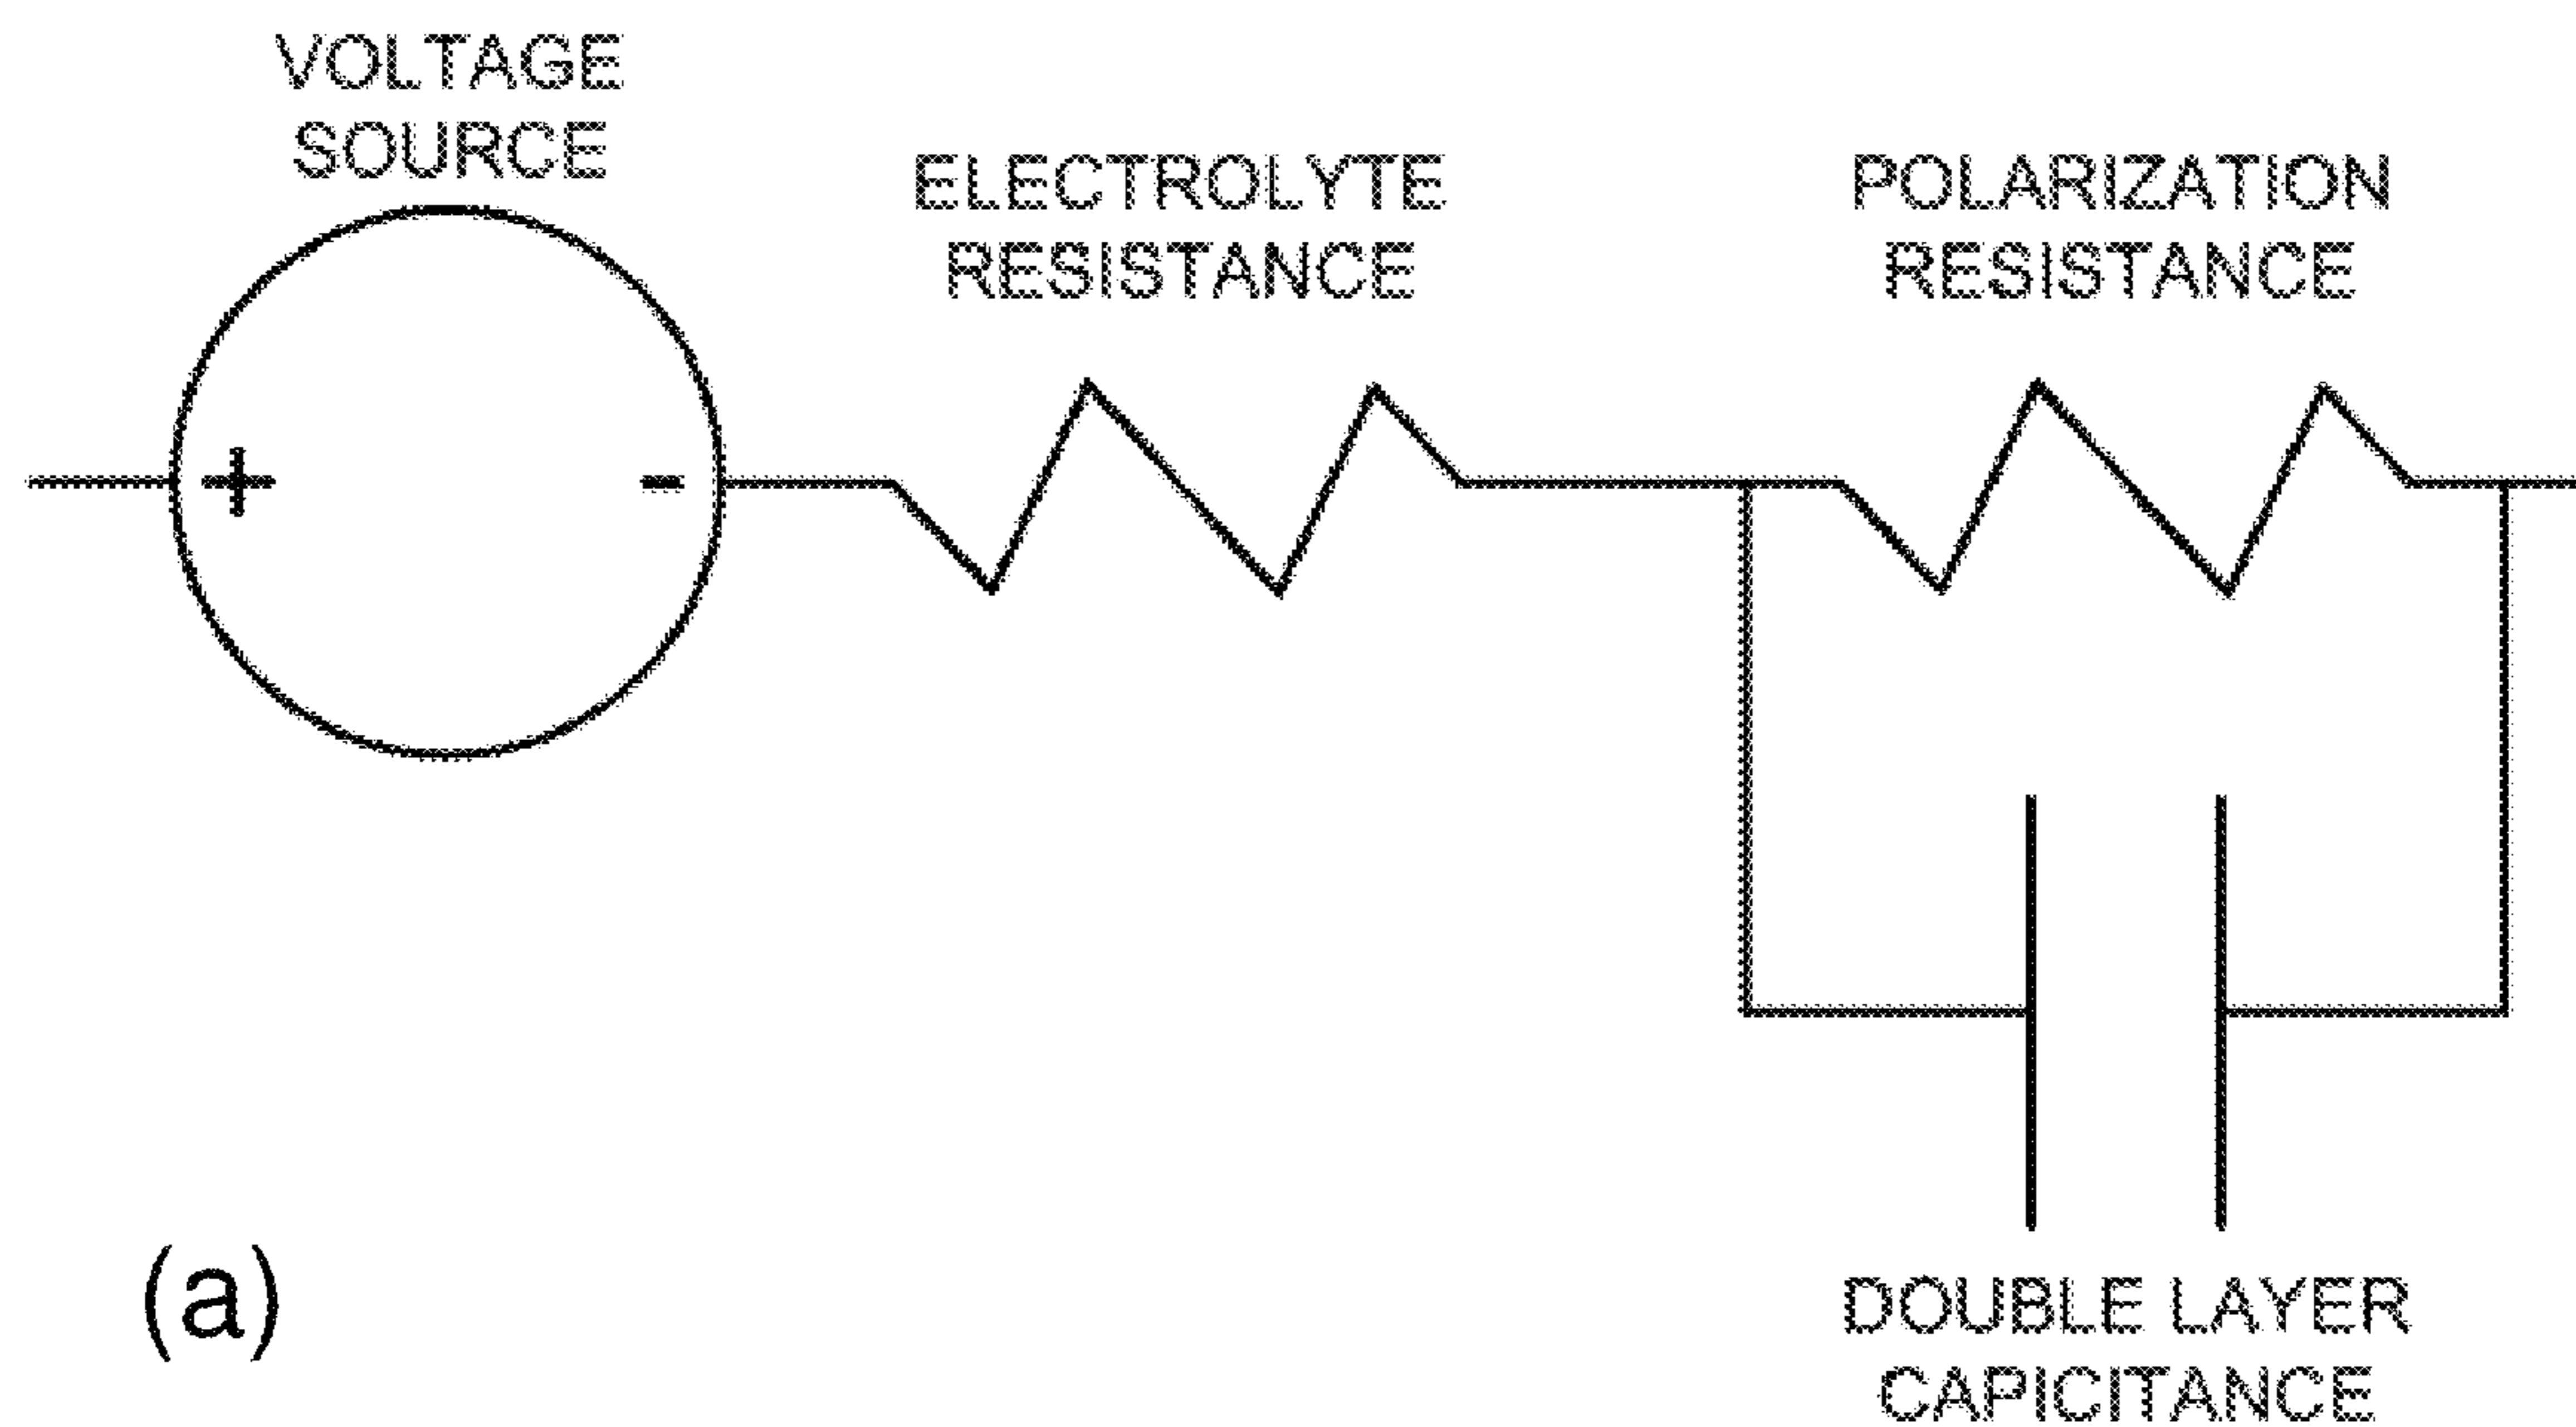 VOLTAGE
SOURCE
ELECTROLYTE
RESISTANCE
POLARIZATION
RESISTANCE
+ -
DOUBLE LAYER
CAPICITANCE
(a)